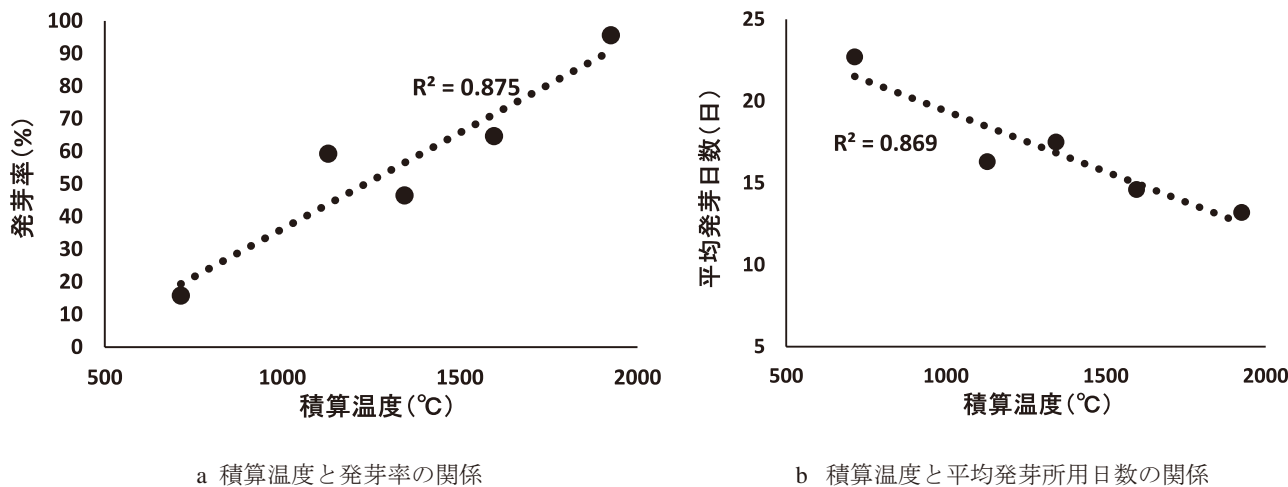 100
90
80
70
60
50
40
30
20
10
0
発芽率(%)
R² = 0.875
500 1000 1500 2000
積算温度(℃)
a 積算温度と発芽率の関係
25
20
15
10
5
平均発芽日数(日)
R² = 0.869
500 1000 1500 2000
積算温度(℃)
b 積算温度と平均発芽所用日数の関係